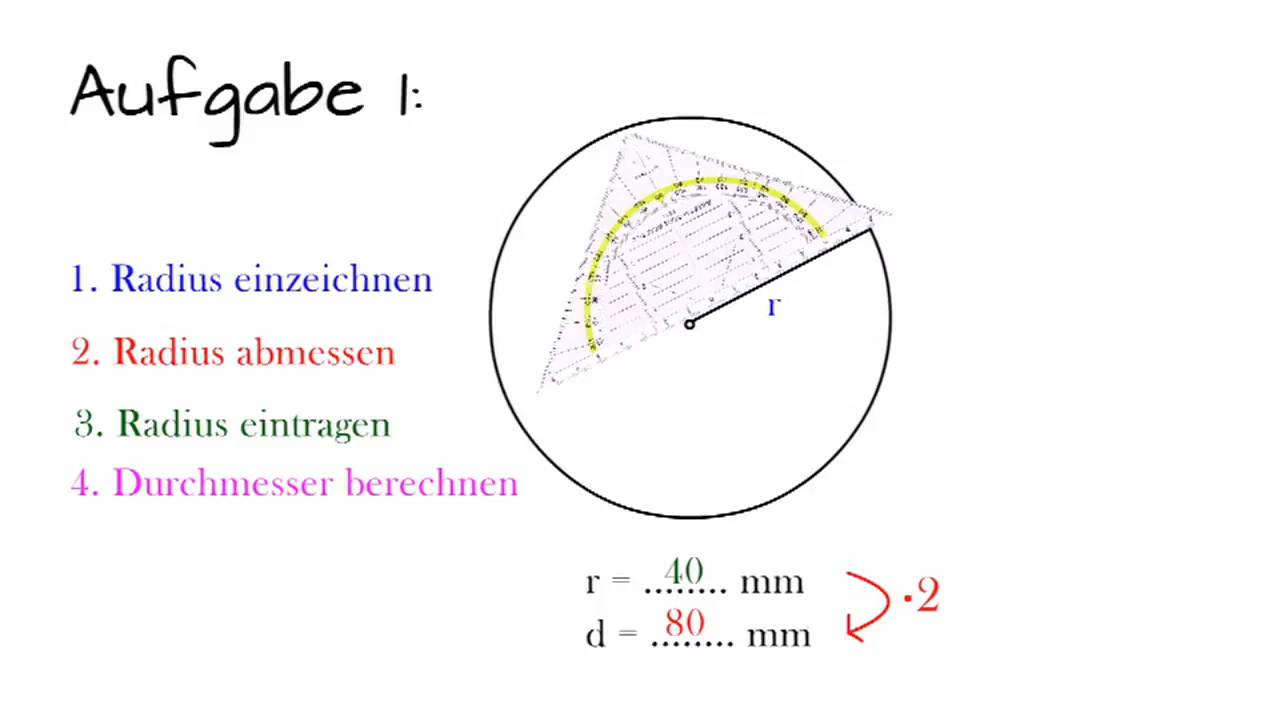 Aufgabe 1:
1. Radius einzeichnen
2. Radius abmessen
3. Radius eintragen
4. Durchmesser berechnen
r
r = ..40.. mm
d = ..80.. mm
·2